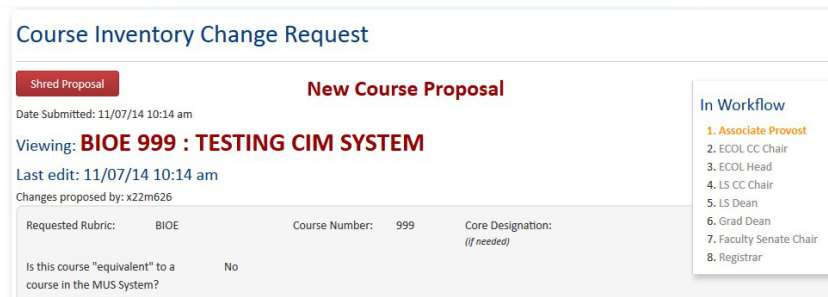 Course Inventory Change Request
Shred Proposal
New Course Proposal
Date Submitted: 11/07/14 10:14 am
Viewing: BIOE 999 : TESTING CIM SYSTEM
Last edit: 11/07/14 10:14 am
Changes proposed by: x22m626
In Workflow
1. Associate Provost
2. ECOL CC Chair
3. ECOL Head
4. LS CC Chair
5. LS Dean
6. Grad Dean
7. Faculty Senate Chair
8. Registrar
Requested Rubric: BIOE Course Number: 999 Core Designation:
(if needed)
Is this course "equivalent" to a No
course in the MUS System?